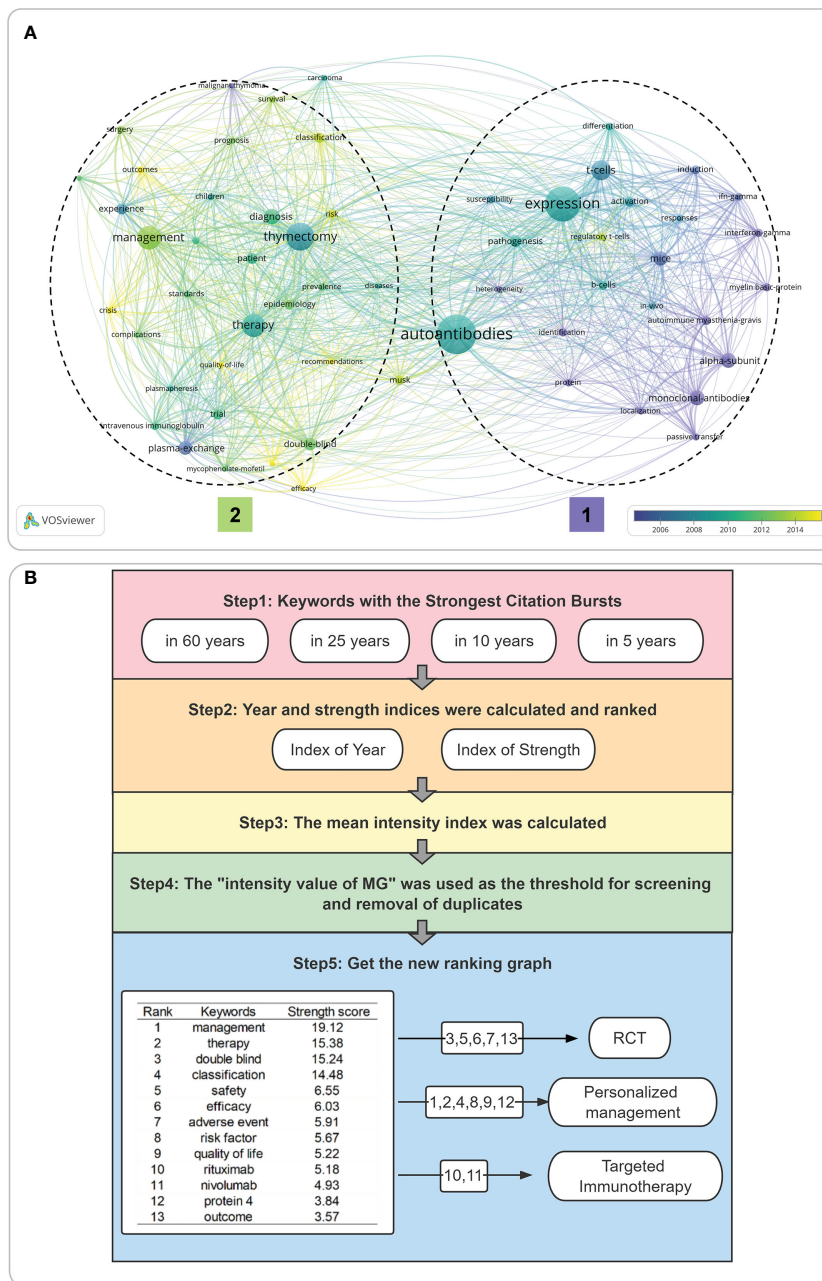 A
malignant thymoma
carcinoma
survival
surgery
prognosis
classification
differentiation
outcomes
t-cells
induction
children
susceptibility
expression
activation
ifn-gamma
experience
diagnosis
risk
responses
management
thymectomy
pathogenesis
regulatory t-cells
interferon-gamma
patient
mice
standards
prevalence
diseases
heterogeneity
b-cells
myelin basic-protein
crisis
epidemiology
in-vivo
complications
therapy
autoantibodies
identification
autoimmune myasthenia-gravis
quality-of-life
recommendations
alpha-subunit
plasmapheresis
musk
protein
monoclonal-antibodies
trial
localization
intravenous immunoglobulin
plasma-exchange
double-blind
passive transfer
mycophenolate-mofetil
efficacy
VOSviewer
2
1
2006 2008 2010 2012 2014
B
Step1: Keywords with the Strongest Citation Bursts
in 60 years in 25 years in 10 years in 5 years
Step2: Year and strength indices were calculated and ranked
Index of Year Index of Strength
Step3: The mean intensity index was calculated
Step4: The "intensity value of MG" was used as the threshold for screening
and removal of duplicates
Step5: Get the new ranking graph
Rank Keywords Strength score
1 management 19.12
2 therapy 15.38
3 double blind 15.24
4 classification 14.48
5 safety 6.55
6 efficacy 6.03
7 adverse event 5.91
8 risk factor 5.67
9 quality of life 5.22
10 rituximab 5.18
11 nivolumab 4.93
12 protein 4 3.84
13 outcome 3.57
3,5,6,7,13 RCT
1,2,4,8,9,12 Personalized
management
10,11 Targeted
Immunotherapy